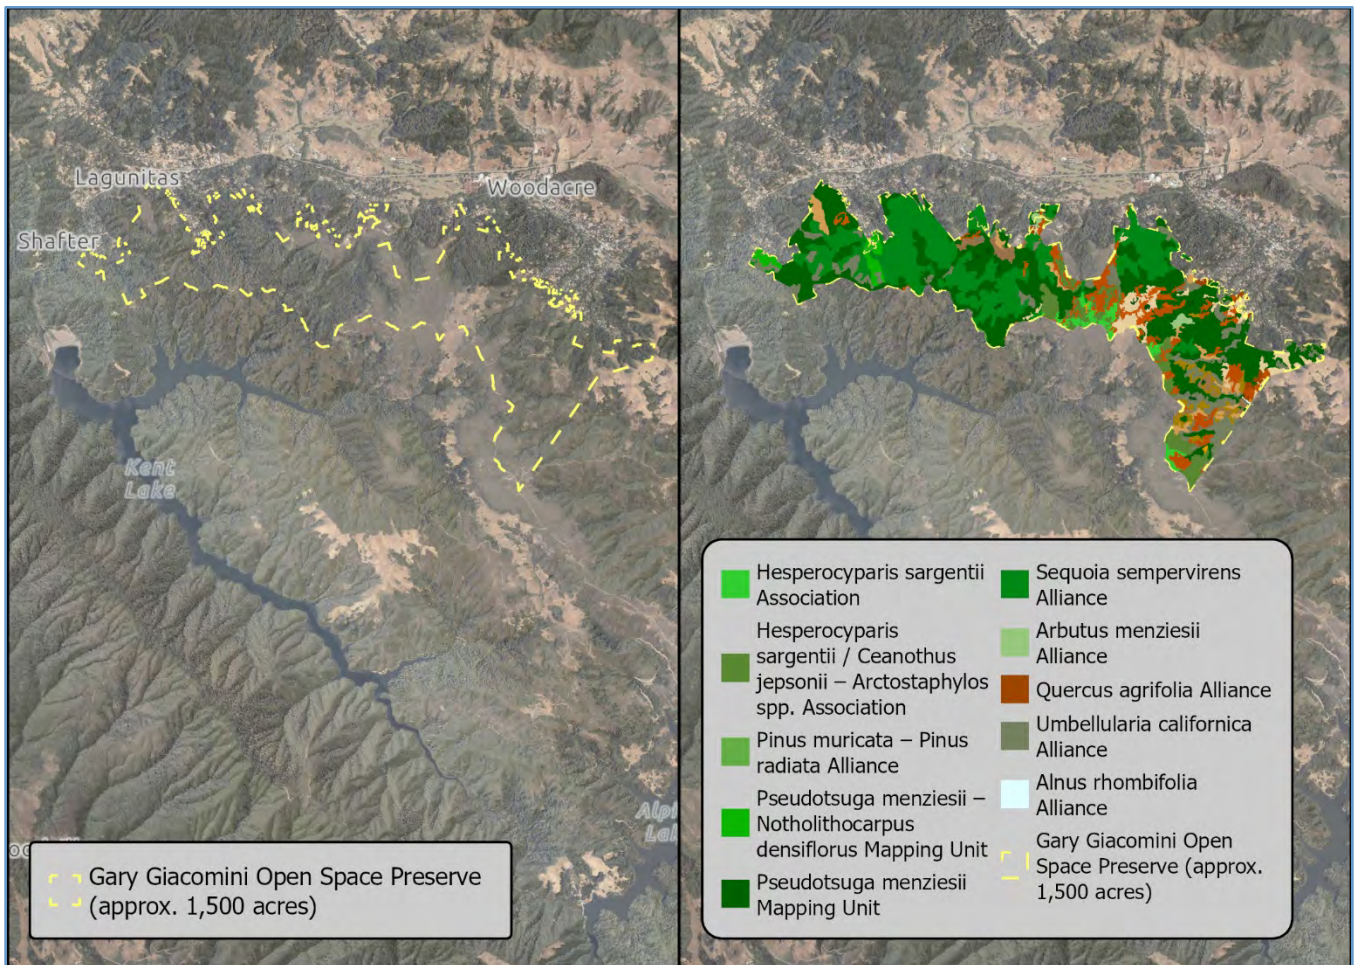 Lagunitas
Woodacre
Shafter
Kent
Lake
Gary Giacomini Open Space Preserve
(approx. 1,500 acres)
Hesperocyparis sargentii
Association
Hesperocyparis
sargentii / Ceanothus
jepsonii – Arctostaphylos
spp. Association
Pinus muricata – Pinus
radiata Alliance
Pseudotsuga menziesii –
Notholithocarpus
densiflorus Mapping Unit
Pseudotsuga menziesii
Mapping Unit
Sequoia sempervirens
Alliance
Arbutus menziesii
Alliance
Quercus agrifolia Alliance
Umbellularia californica
Alliance
Alnus rhombifolia
Alliance
Gary Giacomini Open
Space Preserve (approx.
1,500 acres)